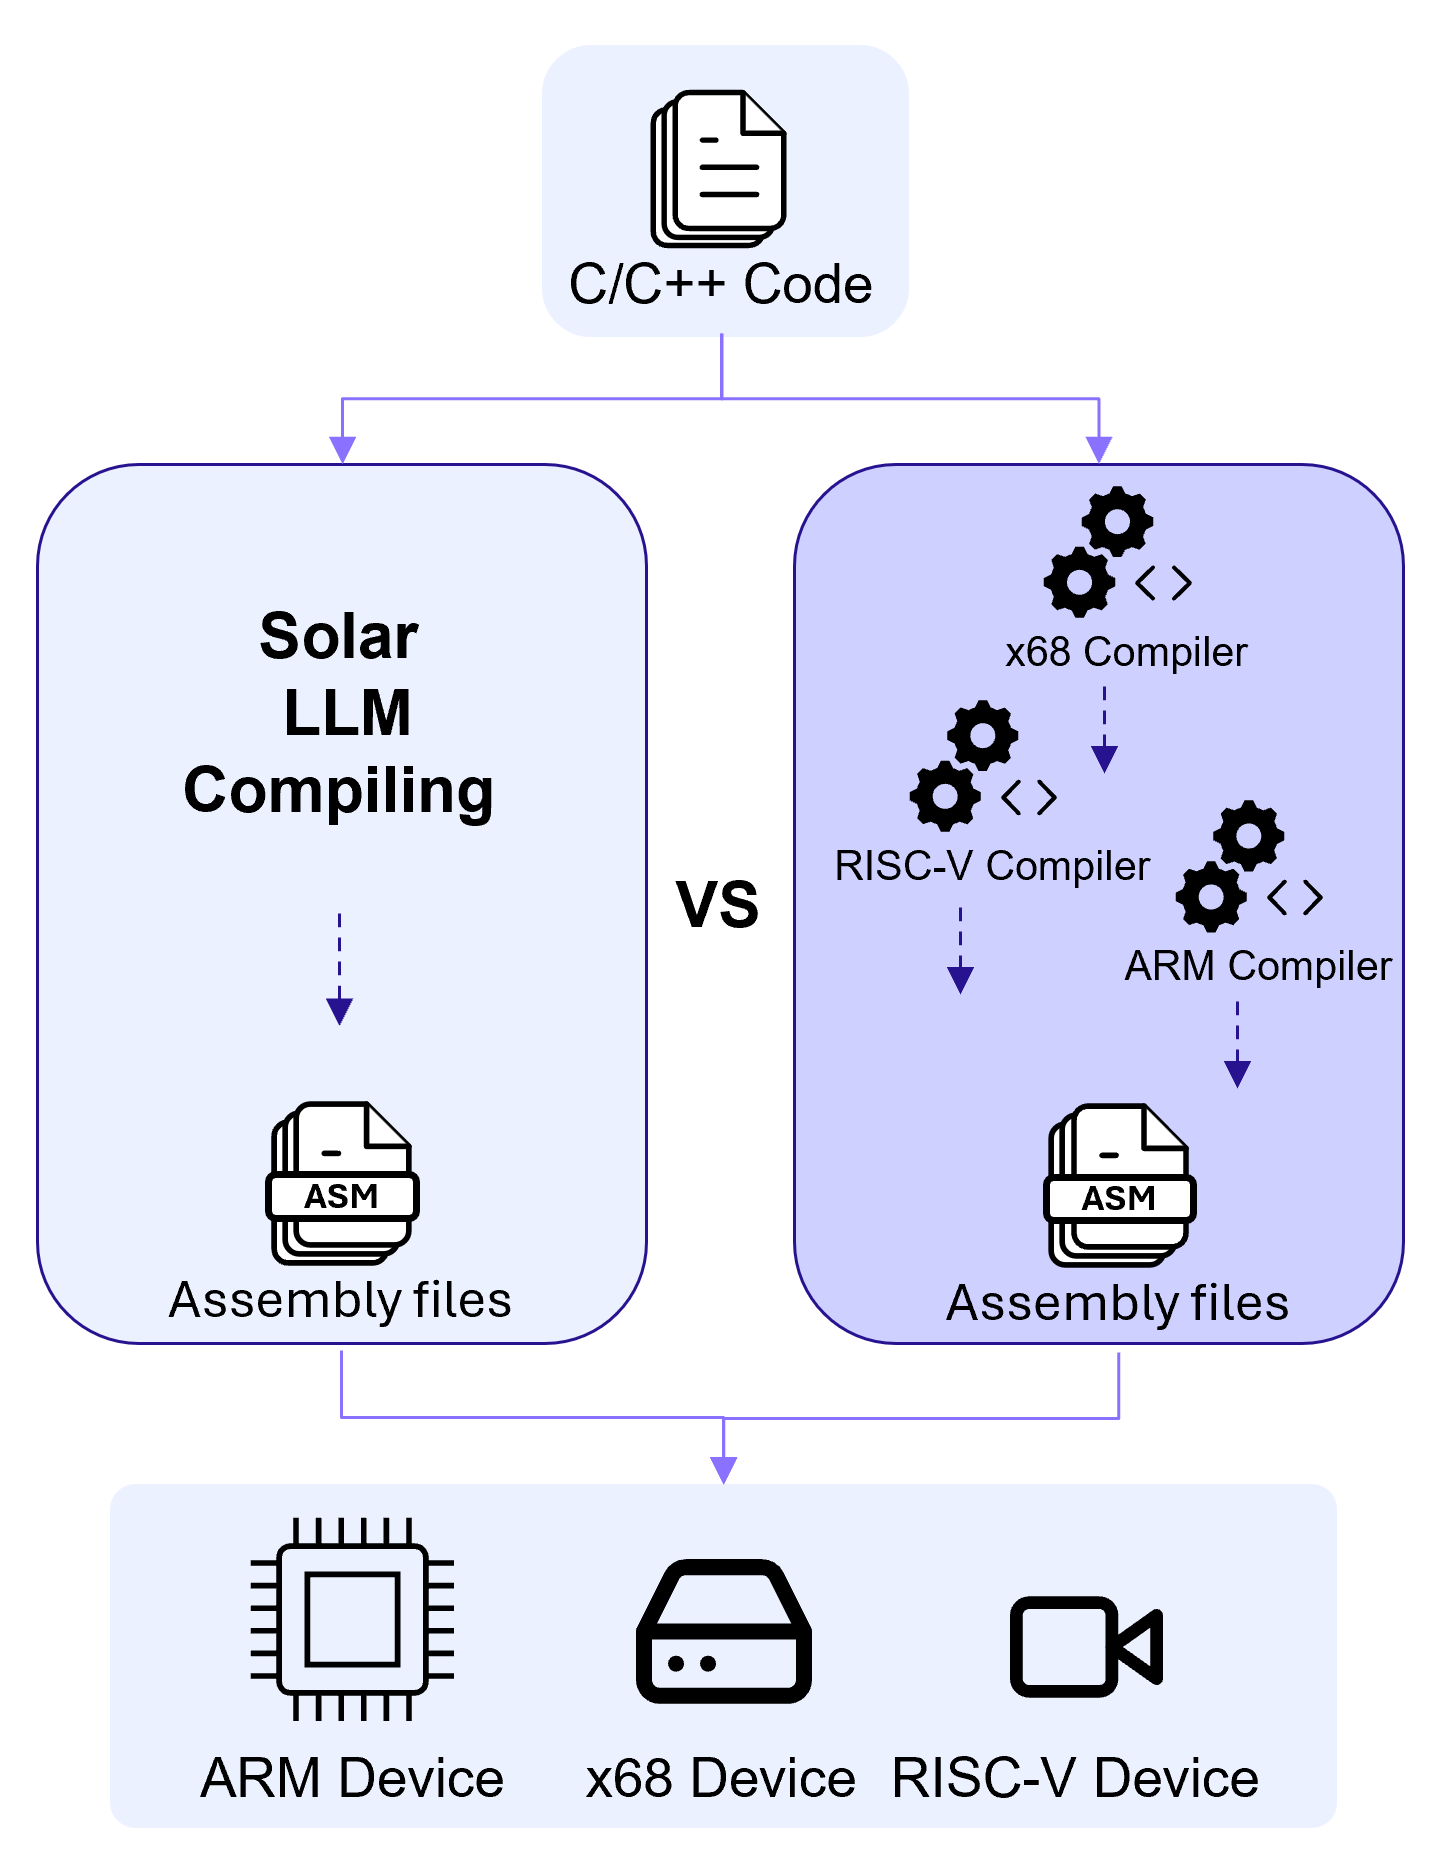 C/C++ Code
Solar
LLM
Compiling
ASM
Assembly files
VS
x68 Compiler
RISC-V Compiler
ARM Compiler
ASM
Assembly files
ARM Device
x68 Device
RISC-V Device